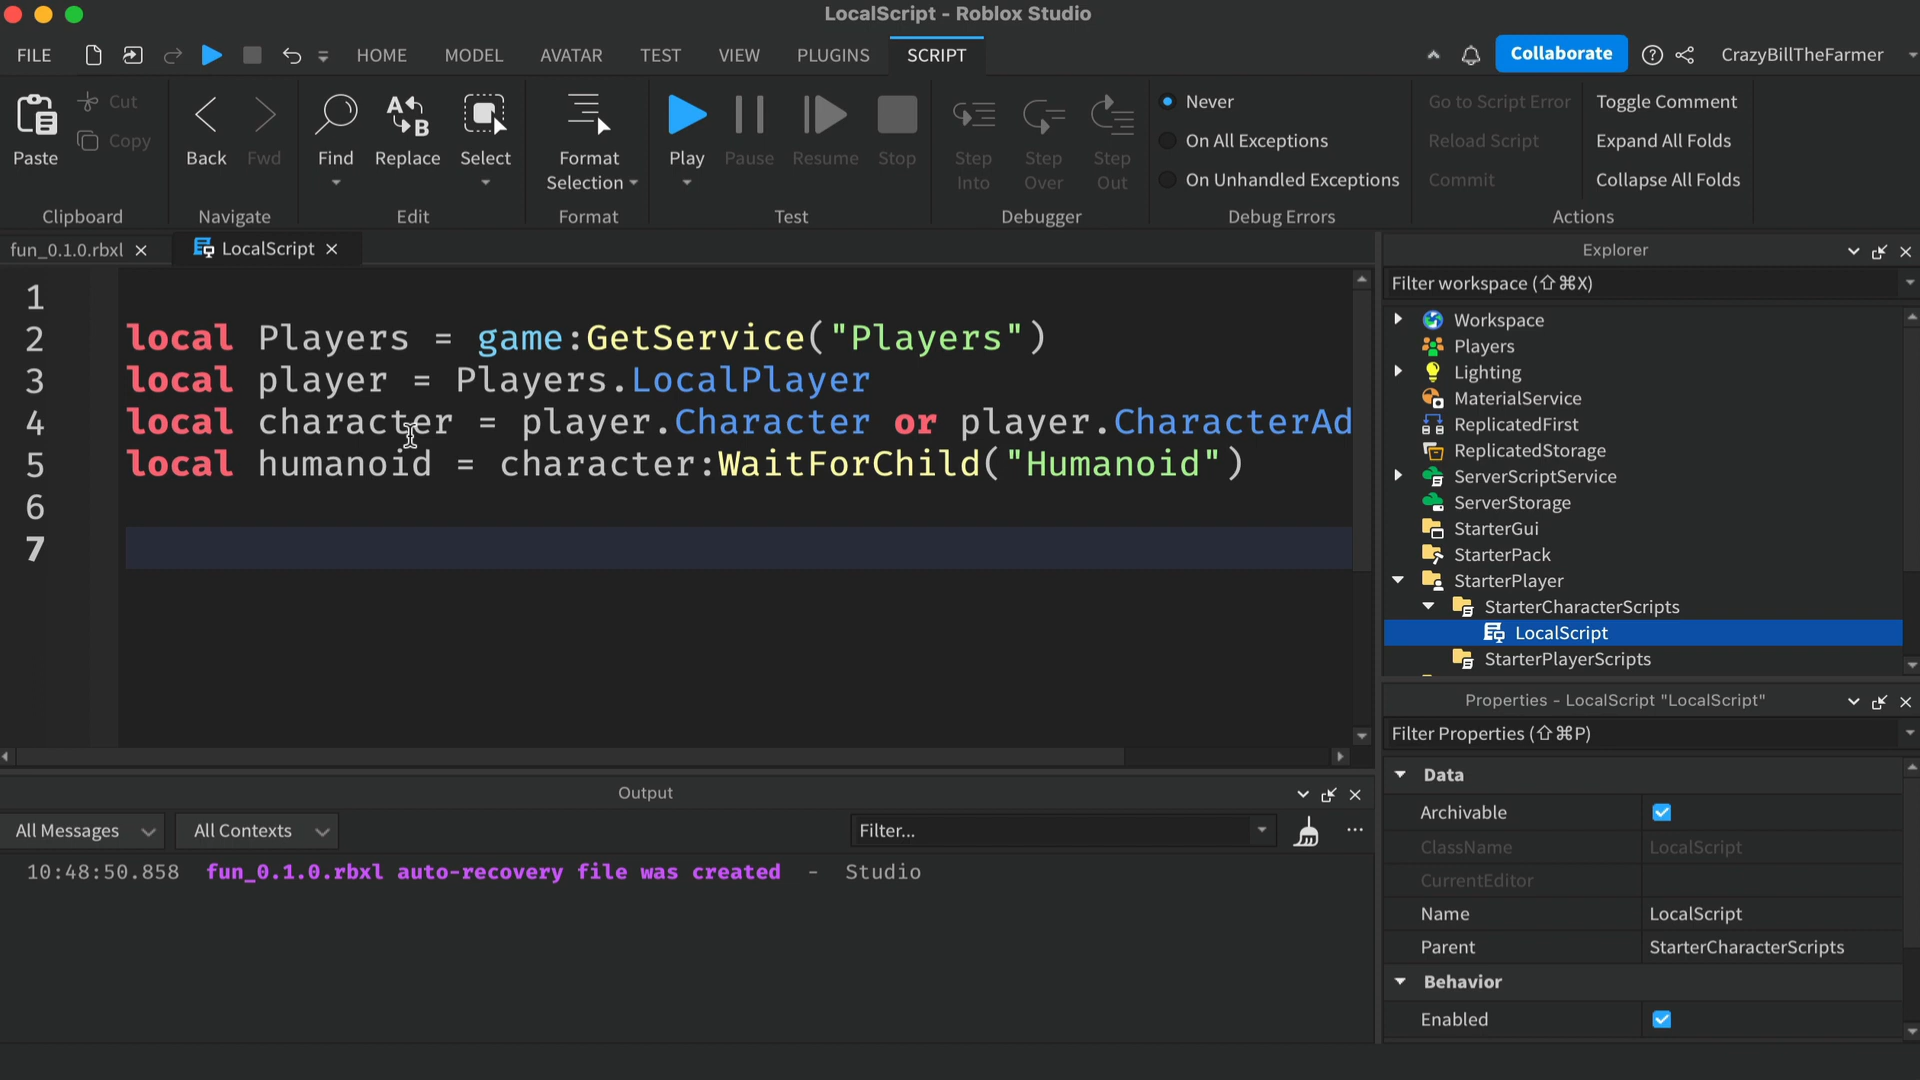 LocalScript - Roblox Studio
FILE HOME MODEL AVATAR TEST VIEW PLUGINS SCRIPT Collaborate CrazyBillTheFarmer
Paste Cut Copy
Back Fwd
Find Replace Select
Format Selection
Play Pause Resume Stop
Step Into Step Over Step Out
Never
On All Exceptions
On Unhandled Exceptions
Go to Script Error
Reload Script
Commit
Toggle Comment
Expand All Folds
Collapse All Folds
Clipboard Navigate Edit Format Test Debugger Debug Errors Actions
fun_0.1.0.rbxl LocalScript
1
2 local Players = game:GetService("Players")
3 local player = Players.LocalPlayer
4 local character = player.Character or player.CharacterAd
5 local humanoid = character:WaitForChild("Humanoid")
6
7
Output
All Messages All Contexts Filter...
10:48:50.858 fun_0.1.0.rbxl auto-recovery file was created - Studio
Explorer
Filter workspace (⇧⌘X)
Workspace
Players
Lighting
MaterialService
ReplicatedFirst
ReplicatedStorage
ServerScriptService
ServerStorage
StarterGui
StarterPack
StarterPlayer
StarterCharacterScripts
LocalScript
StarterPlayerScripts
Properties - LocalScript "LocalScript"
Filter Properties (⇧⌘P)
Data
Archivable
ClassName LocalScript
CurrentEditor
Name LocalScript
Parent StarterCharacterScripts
Behavior
Enabled